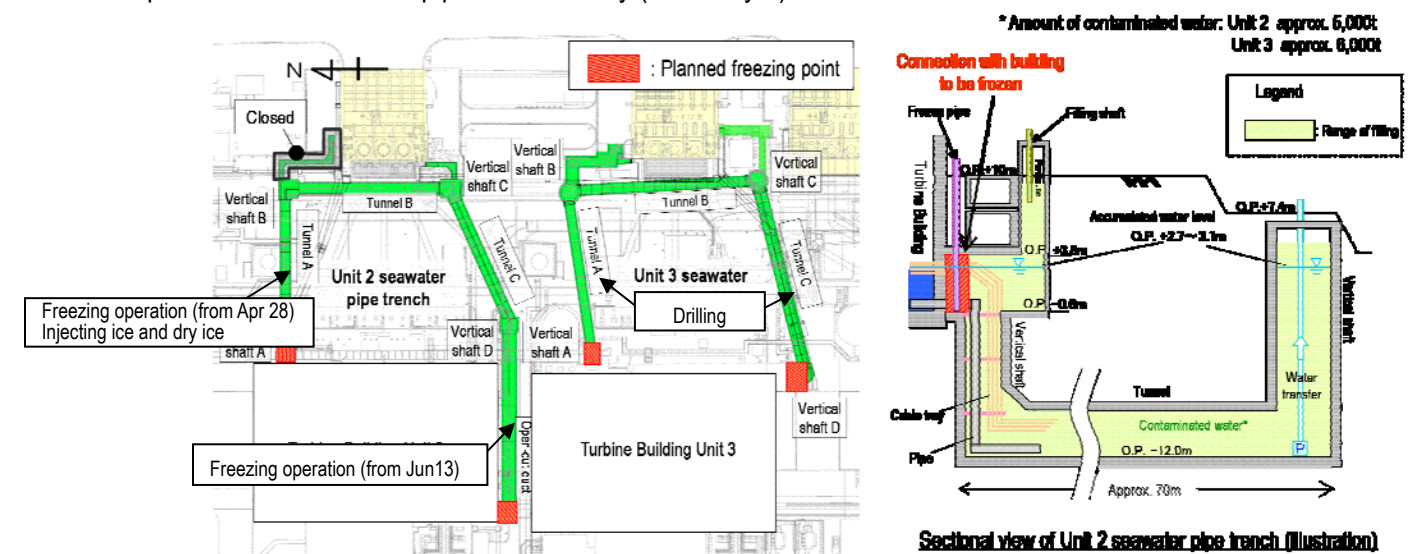 * Amount of contaminated water: Unit 2 approx. 5,000t
Unit 3 approx. 6,000t
: Planned freezing point
N
Closed
Vertical
shaft B
Tunnel B
Vertical
shaft C
Tunnel A
Tunnel C
Unit 2 seawater
pipe trench
Freezing operation (from Apr 28)
Injecting ice and dry ice
shaft A
Vertical
shaft D
Freezing operation (from Jun13)
Vertical
shaft B
Tunnel B
Vertical
shaft C
Tunnel A
Tunnel C
Unit 3 seawater
Drilling
Vertical
shaft A
Vertical
shaft D
Turbine Building Unit 3
Connection with building
to be frozen
Freeze pipe
Filling shaft
Legend
: Range of filling
Turbine Building
O.P.+10m
O.P.+7.4m
Accumulated water level
O.P. +2.7~3.1m
O.P.
O.P. -0.6m
Vertical shaft
Vertical shaft
Tunnel
Water
transfer
Cable tray
Contaminated water*
Pipe
O.P. -12.0m
P
Approx. 70m
Sectional view of Unit 2 seawater pipe trench (Illustration)